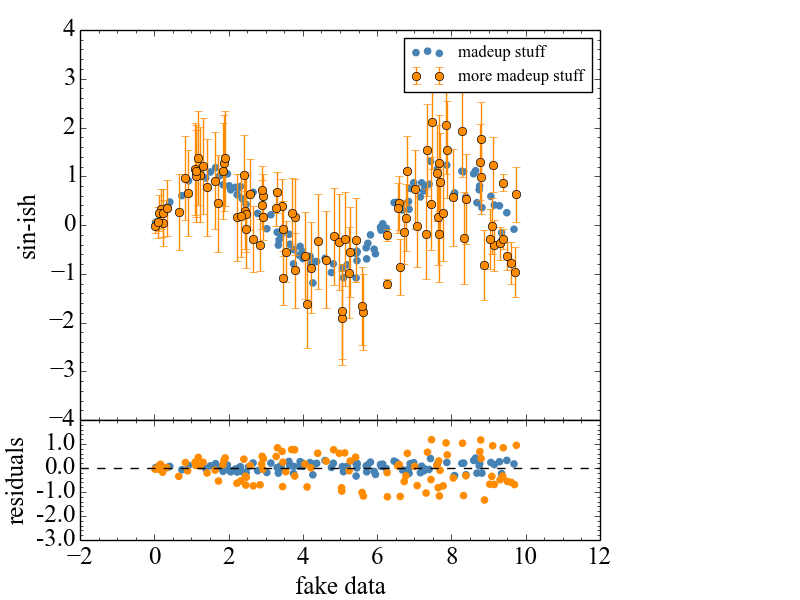 4
3
2
1
0
−1
−2
−3
−4
sin-ish
madeup stuff
more madeup stuff
1.0
0.0
-1.0
-2.0
-3.0
residuals
−2 0 2 4 6 8 10 12
fake data